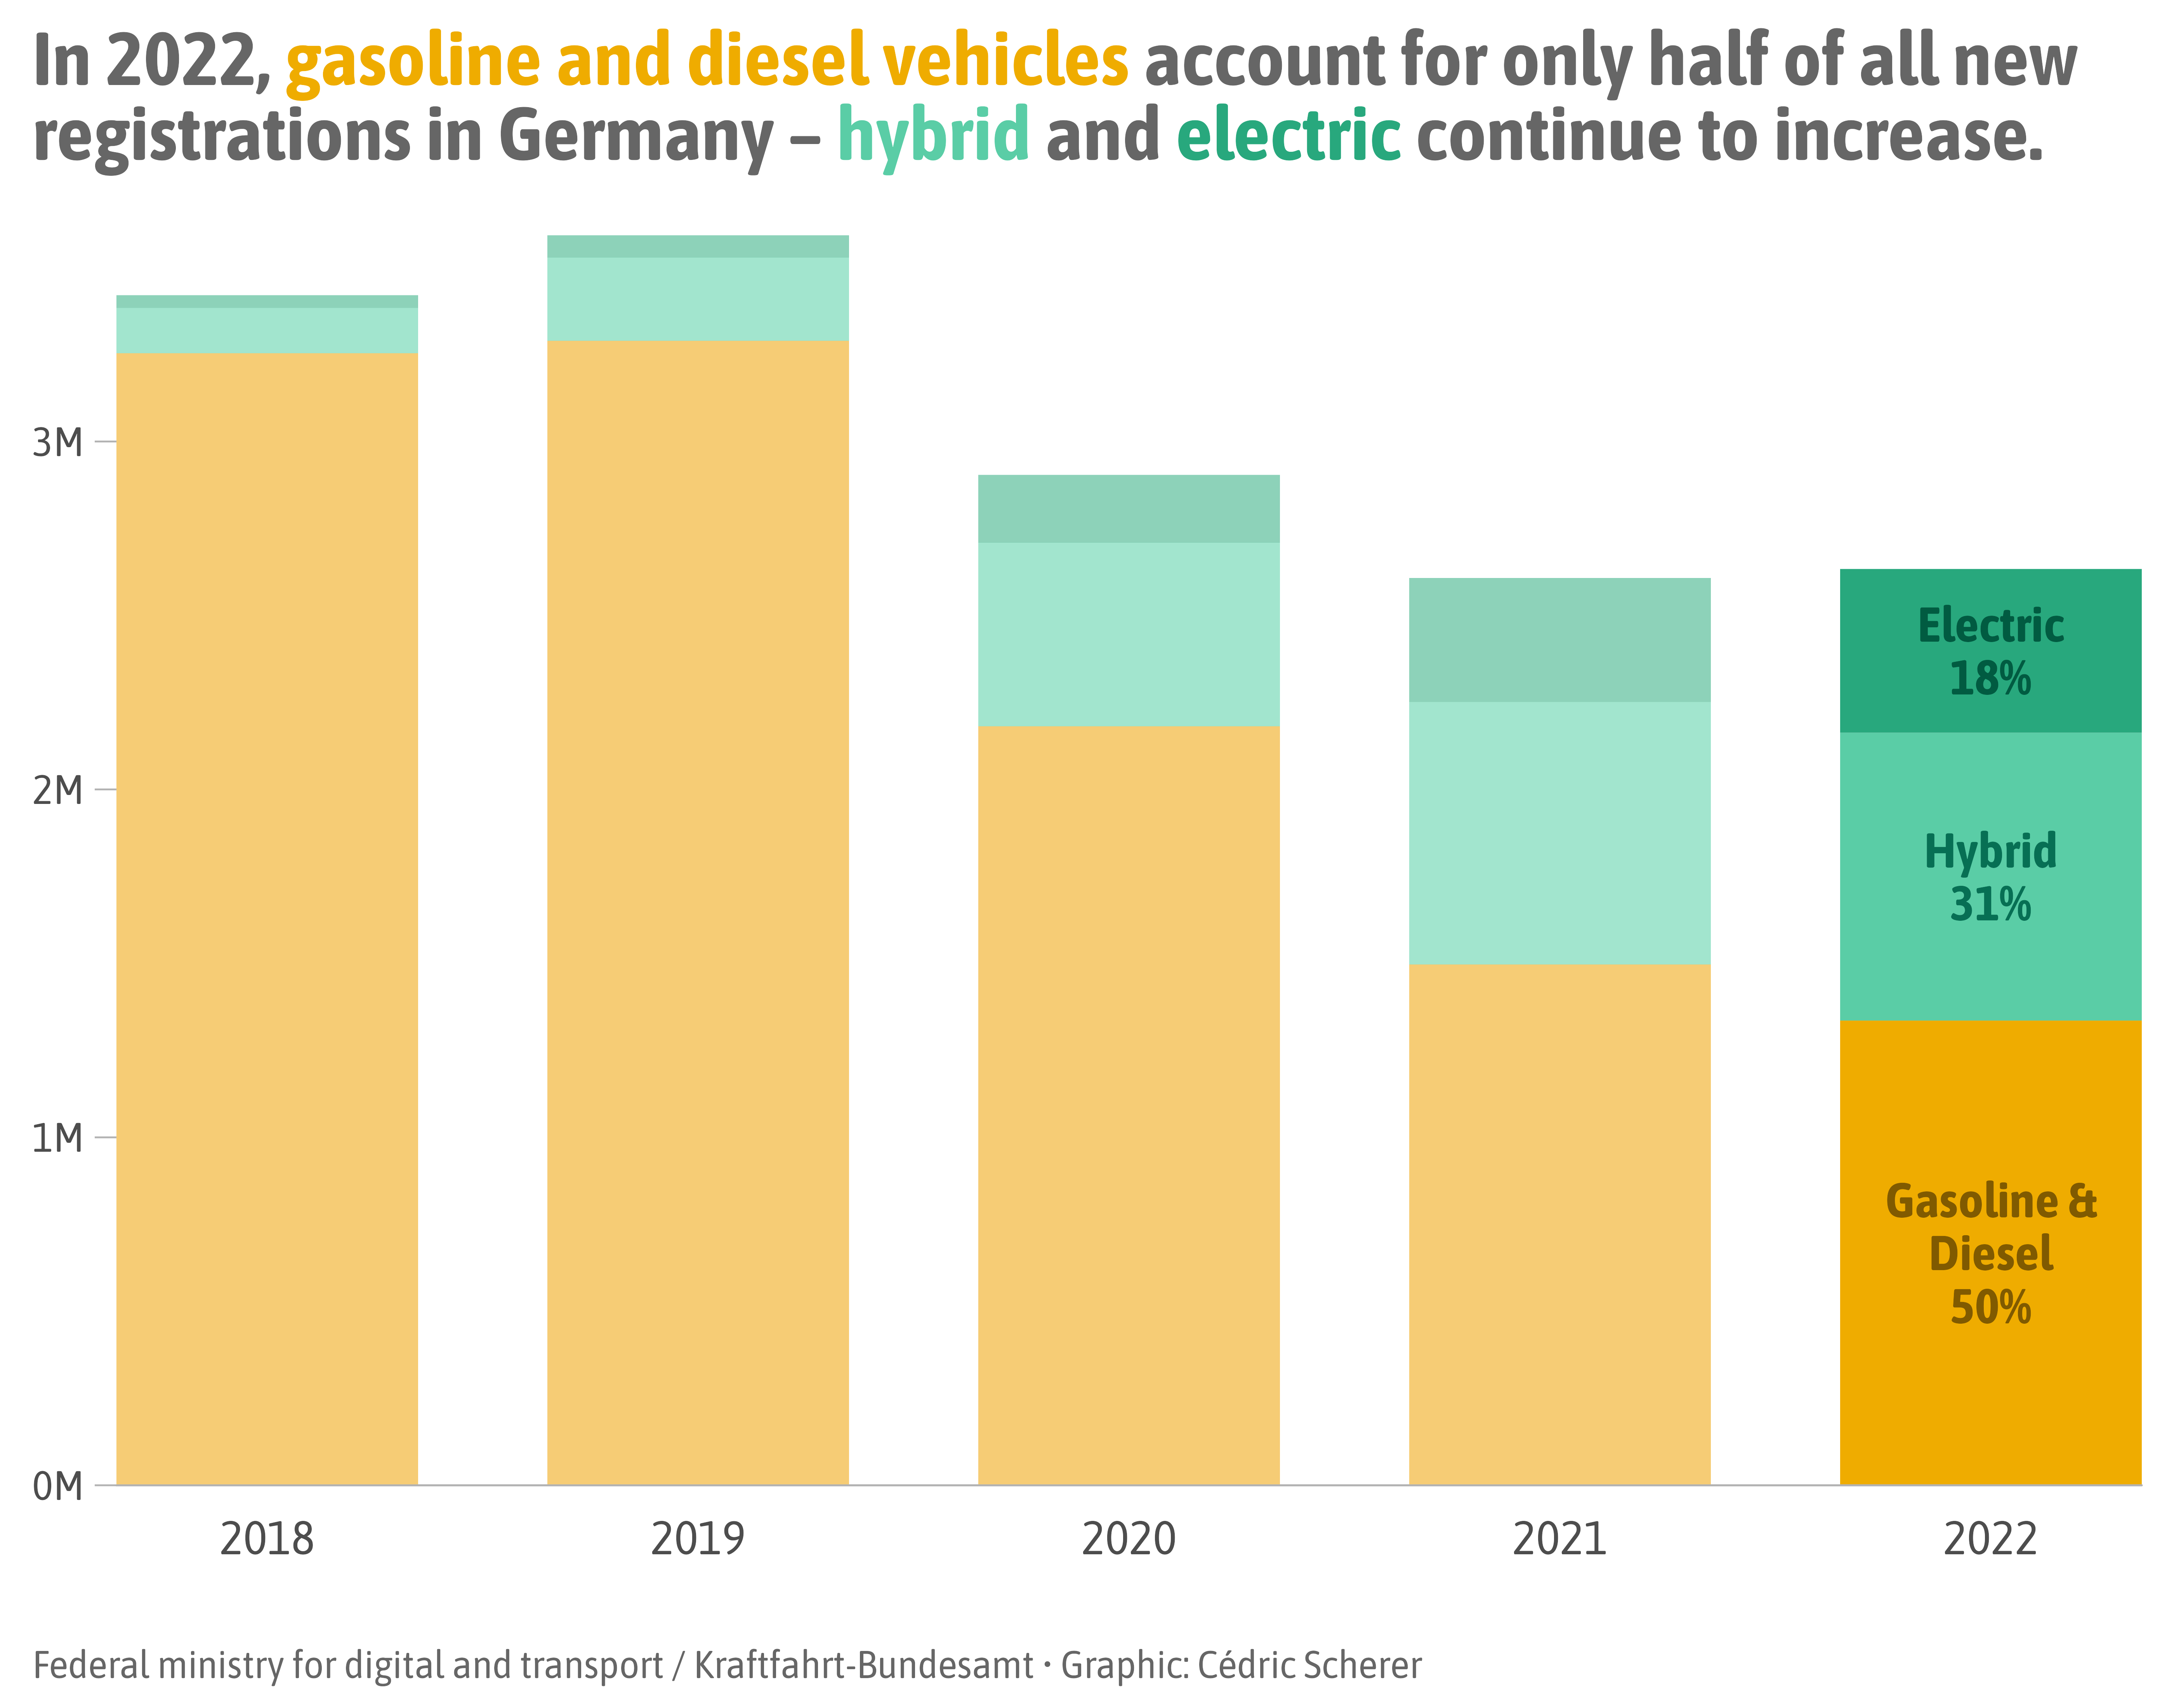 In 2022, gasoline and diesel vehicles account for only half of all new
registrations in Germany – hybrid and electric continue to increase.
3M
2M
1M
0M
Electric
18%
Hybrid
31%
Gasoline &
Diesel
50%
2018 2019 2020 2021 2022
Federal ministry for digital and transport / Kraftfahrt-Bundesamt • Graphic: Cédric Scherer